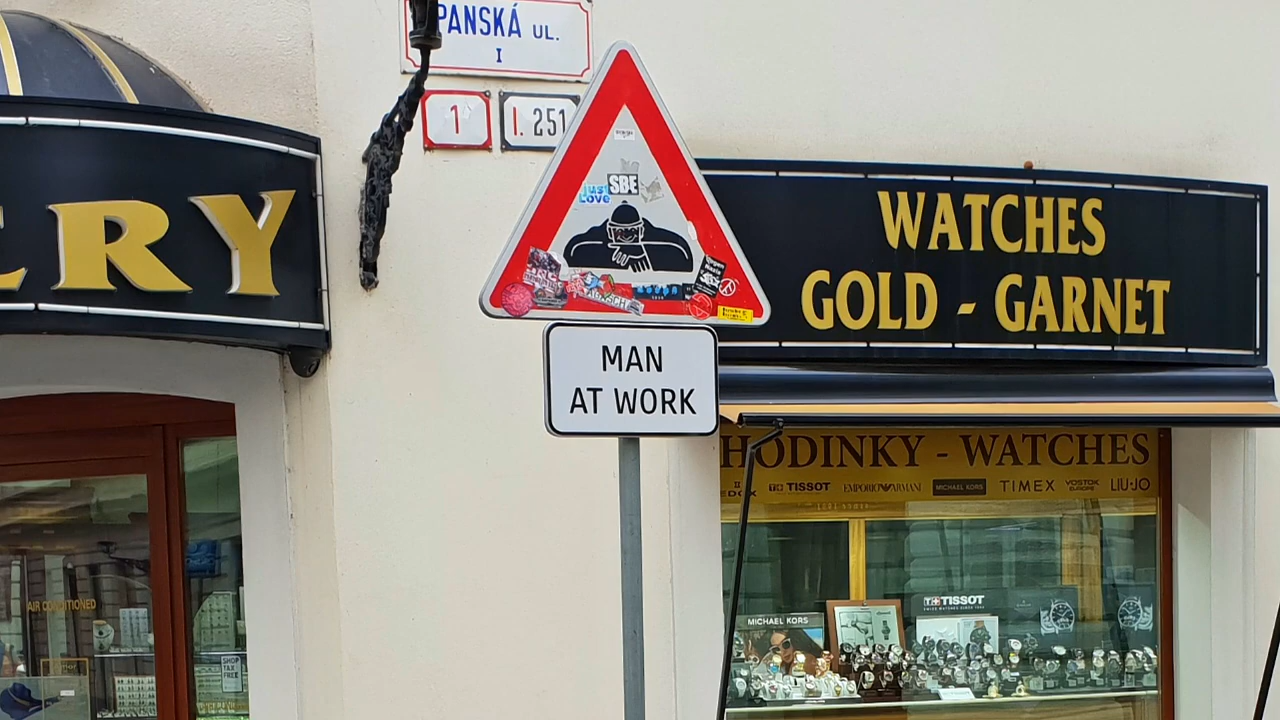 PANSKÁ UL.
I
1
I. 251
ERY
WATCHES
GOLD - GARNET
just
Love
SBE
MAN
AT WORK
HODINKY - WATCHES
TISSOT
EMPORIO ARMANI
MICHAEL KORS
TIMEX
VOSTOK
EUROPE
LIU·JO
AIR CONDITIONED
SHOP
TAX
FREE
MICHAEL KORS
TISSOT